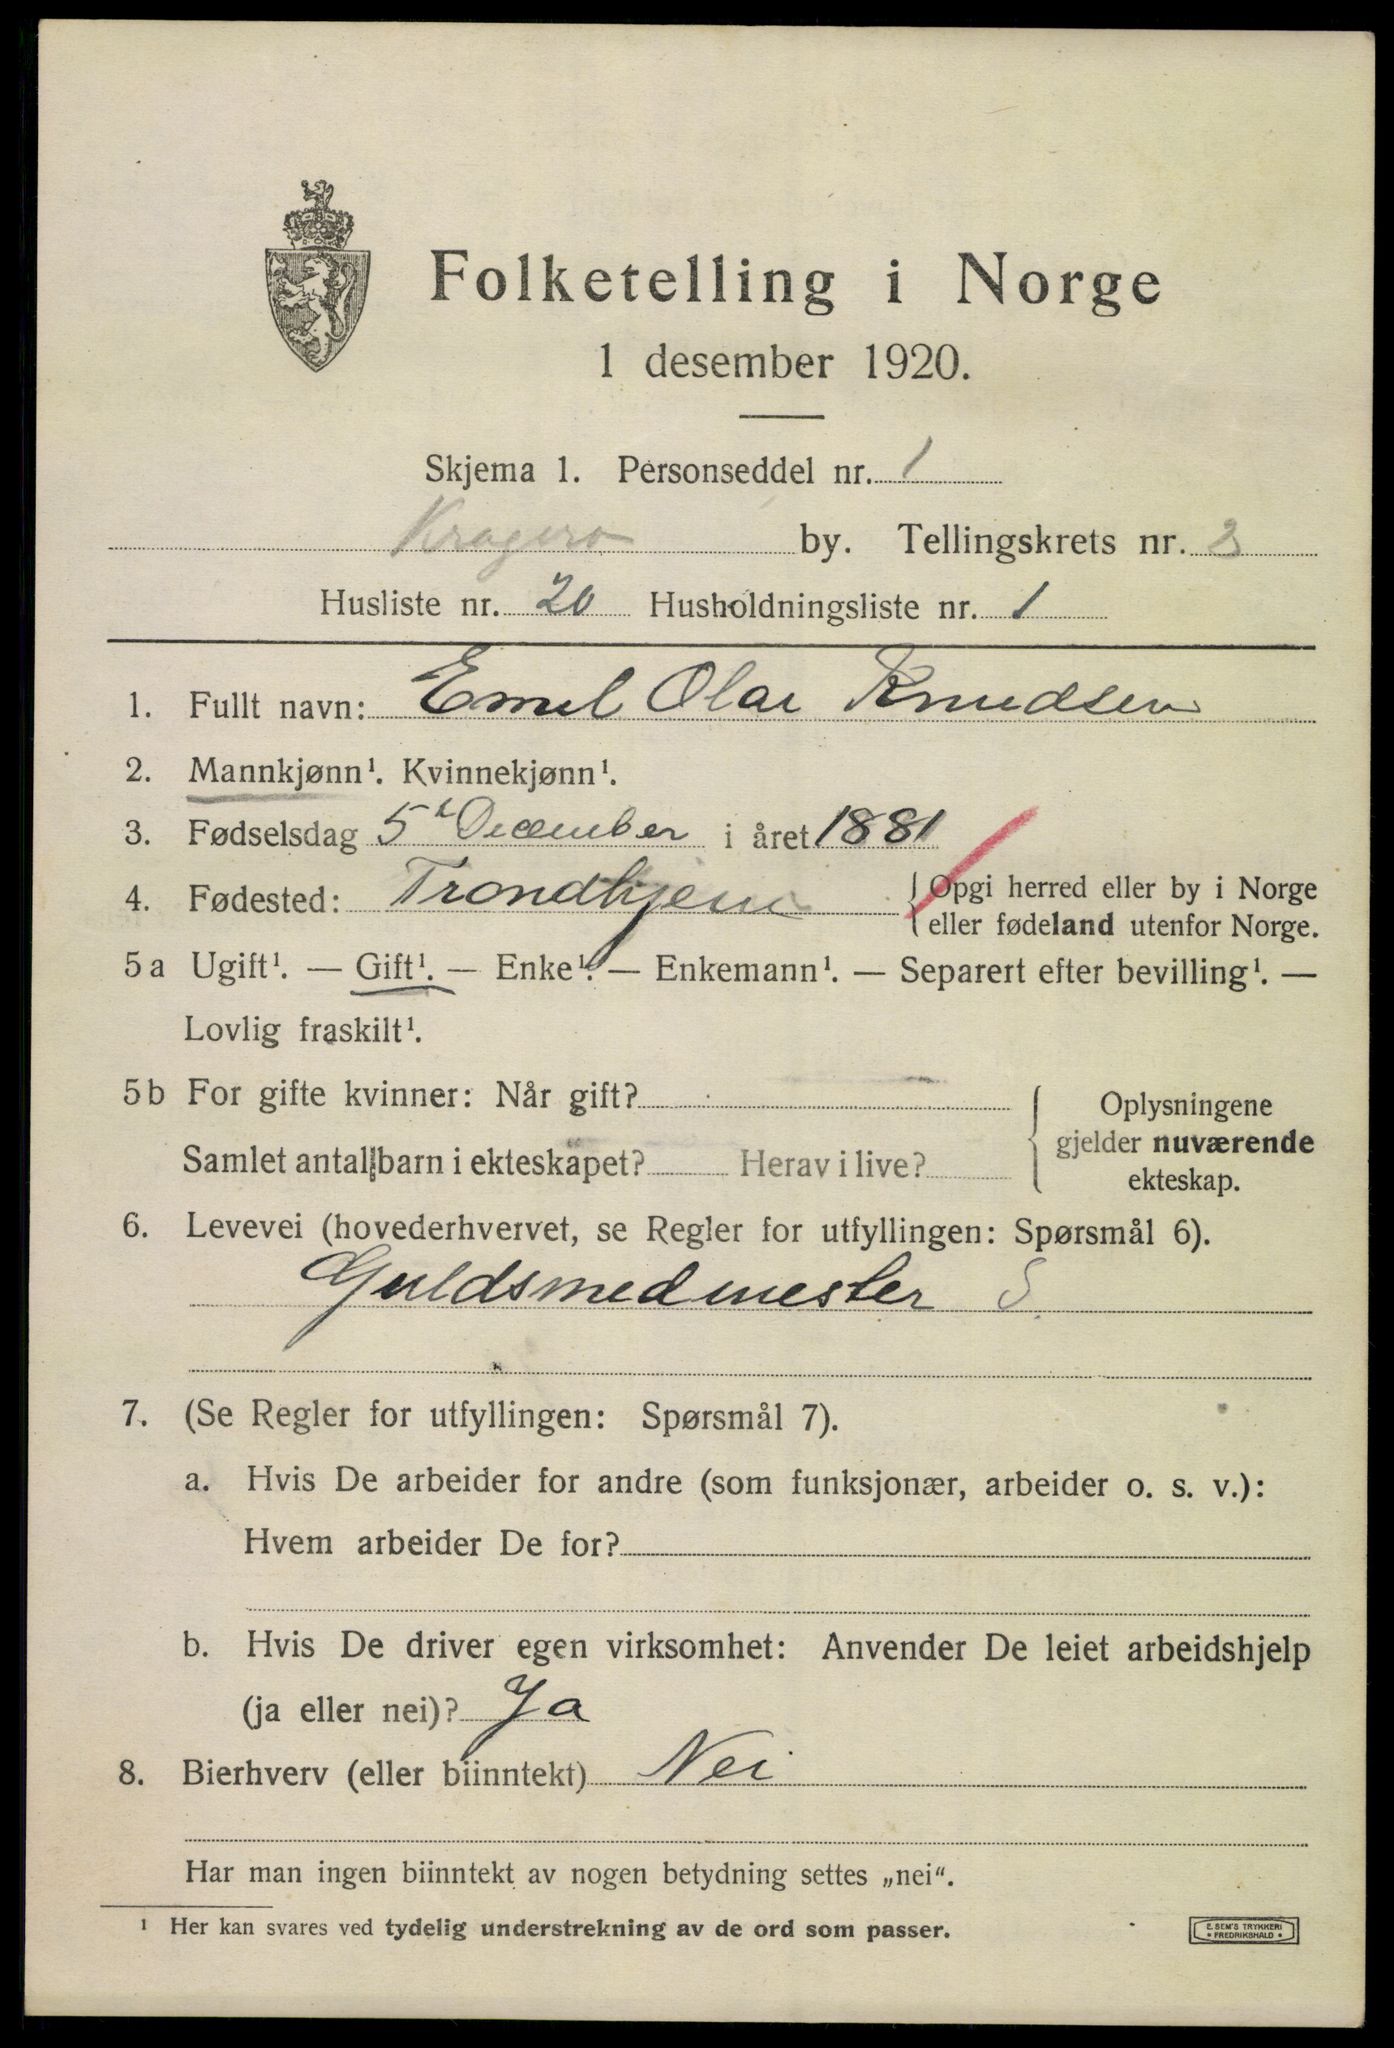 Folketelling i Norge
1 desember 1920.
Skjema 1. Personseddel nr. 1
Kragerø by. Tellingskrets nr. 3
Husliste nr. 20 Husholdningsliste nr. 1
1. Fullt navn: Emil Olav Knudsen
2. Mannkjønn¹. Kvinnekjønn¹.
3. Fødselsdag 5t December i året 1881
4. Fødested: Trondhjem { Opgi herred eller by i Norge
eller fødeland utenfor Norge.
5a Ugift¹. — Gift¹. — Enke¹. — Enkemann¹. — Separert efter bevilling¹. —
Lovlig fraskilt¹.
5b For gifte kvinner: Når gift?
Samlet antal barn i ekteskapet? Herav i live?
{ Oplysningene
gjelder nuværende
ekteskap.
6. Levevei (hovederhvervet, se Regler for utfyllingen: Spørsmål 6).
Guldsmedmester S
7. (Se Regler for utfyllingen: Spørsmål 7).
a. Hvis De arbeider for andre (som funksjonær, arbeider o. s. v.):
Hvem arbeider De for?
b. Hvis De driver egen virksomhet: Anvender De leiet arbeidshjelp
(ja eller nei)? Ja
8. Bierhverv (eller biinntekt) Nei
Har man ingen biinntekt av nogen betydning settes „nei“.
¹ Her kan svares ved tydelig understrekning av de ord som passer.
E. SEM'S TRYKKERI
• FREDRIKSHALD •